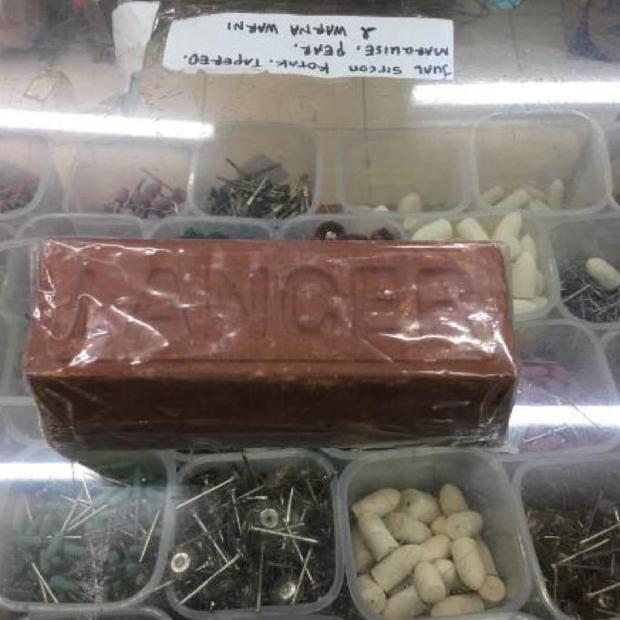 JUAL SIRCON KOTAK. TAPERED.
MARQUISE, PEAR.
& WARNA WARNI